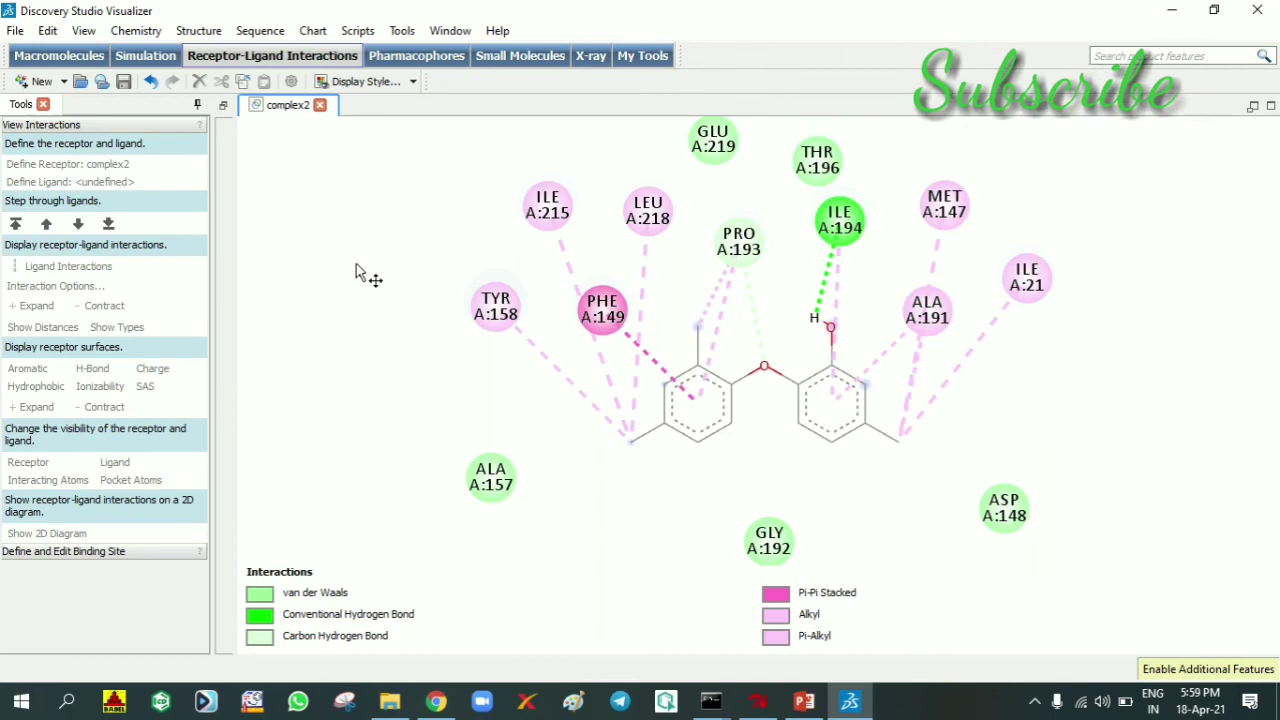 Discovery Studio Visualizer
File Edit View Chemistry Structure Sequence Chart Scripts Tools Window Help
Macromolecules Simulation Receptor-Ligand Interactions Pharmacophores Small Molecules X-ray My Tools
Search product features
Subscribe
New Display Style...
Tools
complex2
View Interactions ?
Define the receptor and ligand.
Define Receptor: complex2
Define Ligand: <undefined>
Step through ligands.
Display receptor-ligand interactions.
Ligand Interactions
Interaction Options...
+ Expand - Contract
Show Distances Show Types
Display receptor surfaces.
Aromatic H-Bond Charge
Hydrophobic Ionizability SAS
+ Expand - Contract
Change the visibility of the receptor and
ligand.
Receptor Ligand
Interacting Atoms Pocket Atoms
Show receptor-ligand interactions on a 2D
diagram.
Show 2D Diagram
Define and Edit Binding Site ?
GLU
A:219
THR
A:196
ILE
A:215
LEU
A:218
PRO
A:193
ILE
A:194
MET
A:147
ILE
A:21
TYR
A:158
PHE
A:149
ALA
A:191
H
O
O
ALA
A:157
GLY
A:192
ASP
A:148
Interactions
van der Waals
Conventional Hydrogen Bond
Carbon Hydrogen Bond
Pi-Pi Stacked
Alkyl
Pi-Alkyl
Enable Additional Features
BABEL
ENG
IN
5:59 PM
18-Apr-21